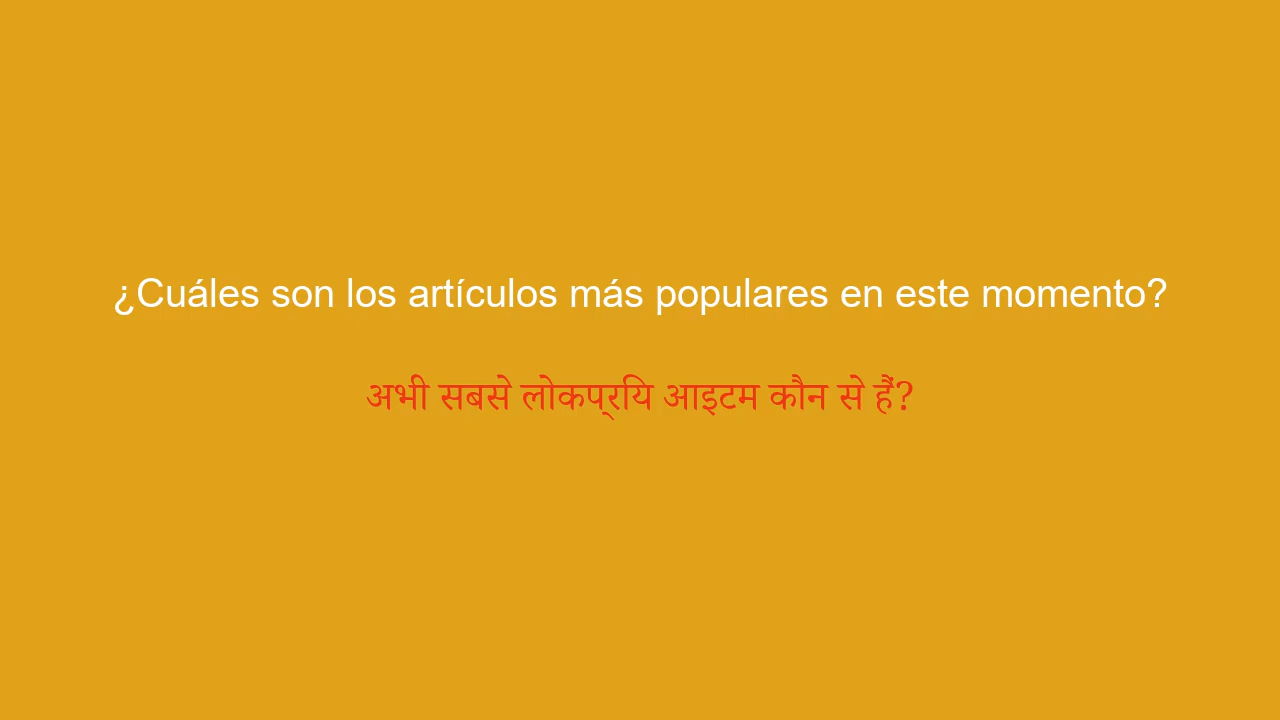 ¿Cuáles son los artículos más populares en este momento?
अभी सबसे लोकप्रिय आइटम कौन से हैं?